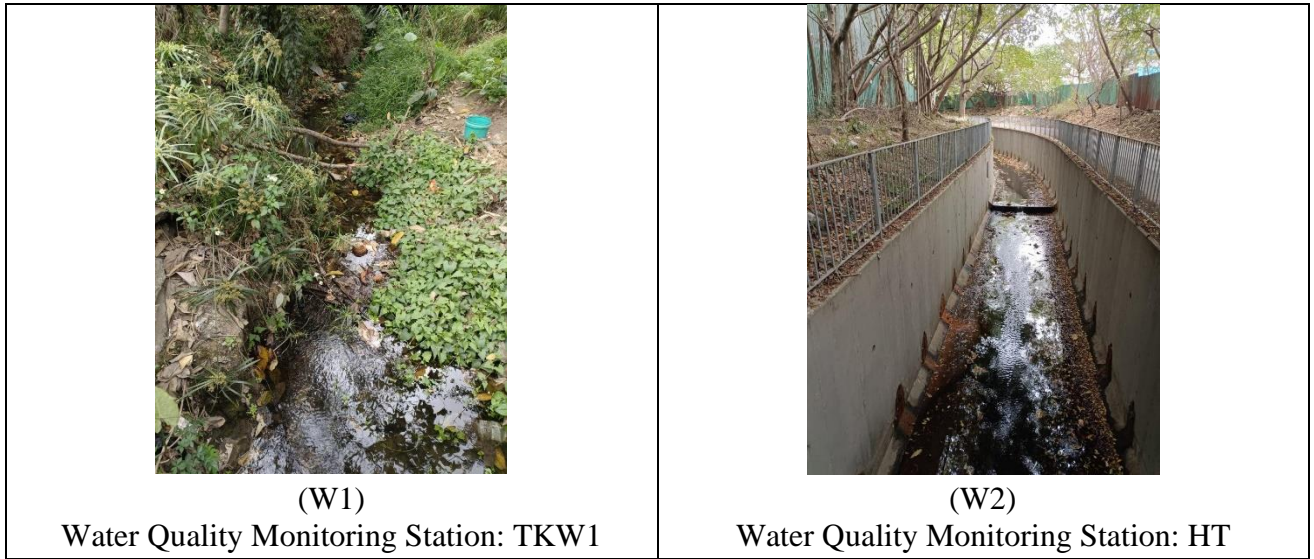 (W1)
Water Quality Monitoring Station: TKW1
(W2)
Water Quality Monitoring Station: HT